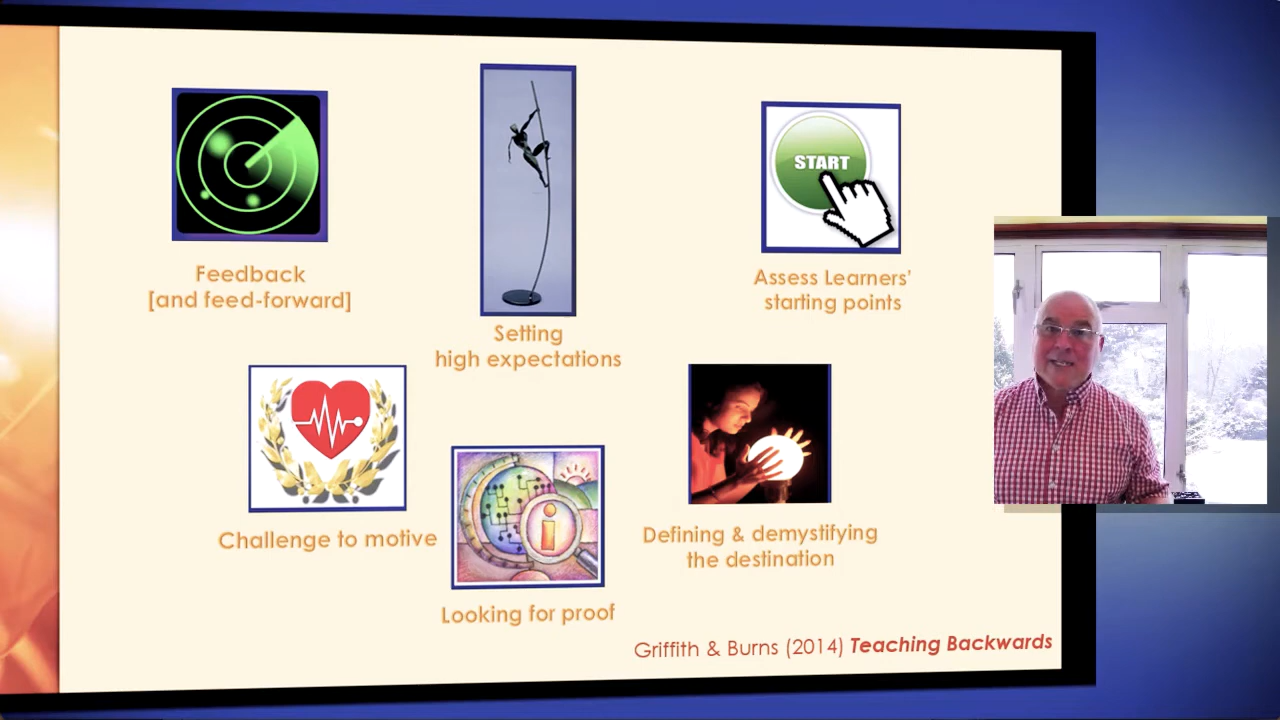 START
Feedback
[and feed-forward]
Setting
high expectations
Assess Learners'
starting points
Challenge to motive
Looking for proof
Defining & demystifying
the destination
Griffith & Burns (2014) Teaching Backwards